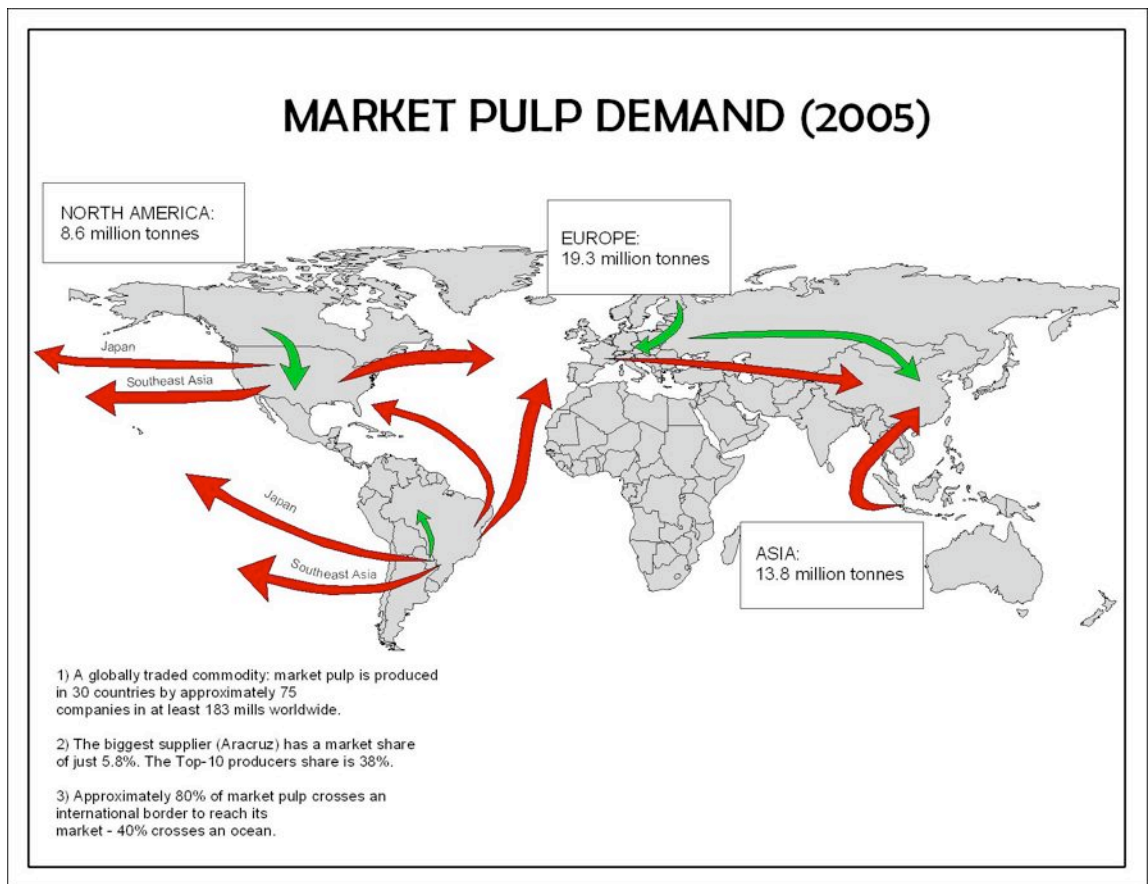 MARKET PULP DEMAND (2005)
NORTH AMERICA:
8.6 million tonnes
EUROPE:
19.3 million tonnes
Japan
Southeast Asia
Japan
Southeast Asia
ASIA:
13.8 million tonnes
1) A globally traded commodity: market pulp is produced
in 30 countries by approximately 75
companies in at least 183 mills worldwide.
2) The biggest supplier (Aracruz) has a market share
of just 5.8%. The Top-10 producers share is 38%.
3) Approximately 80% of market pulp crosses an
international border to reach its
market - 40% crosses an ocean.